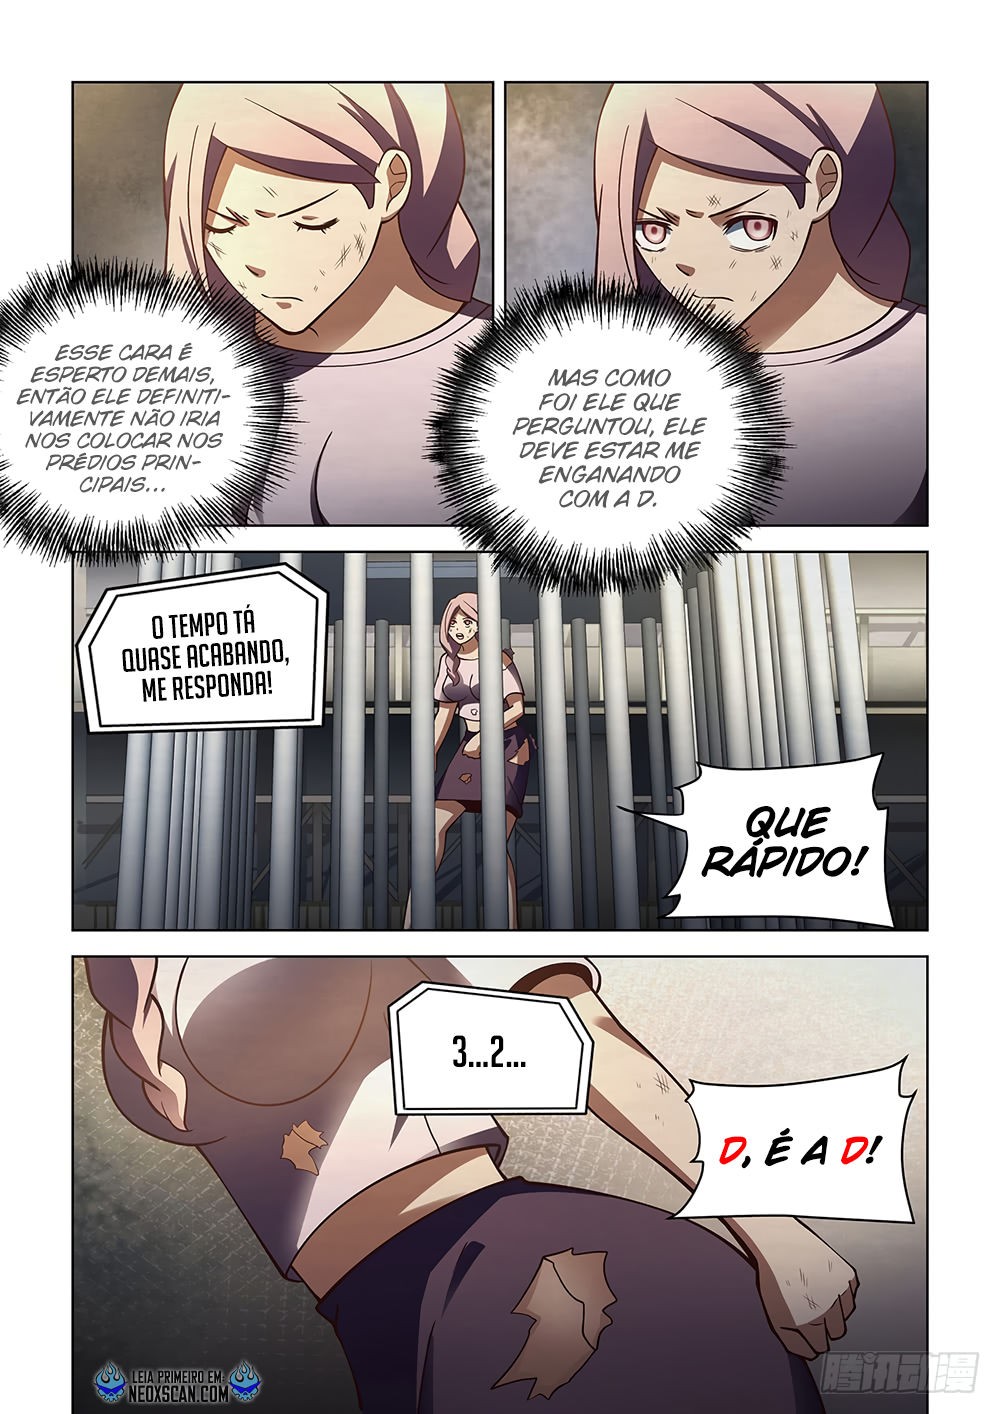 ESSE CARA É
ESPERTO DEMAIS,
ENTÃO ELE DEFINITI-
VAMENTE NÃO IRIA
NOS COLOCAR NOS
PRÉDIOS PRIN-
CIPAIS...
MAS COMO
FOI ELE QUE
PERGUNTOU, ELE
DEVE ESTAR ME
ENGANANDO
COM A D.
O TEMPO TÁ
QUASE ACABANDO,
ME RESPONDA!
QUE
RÁPIDO!
3...2...
D, É A D!
LEIA PRIMEIRO EM:
NEOXSCAN.COM
腾讯动漫